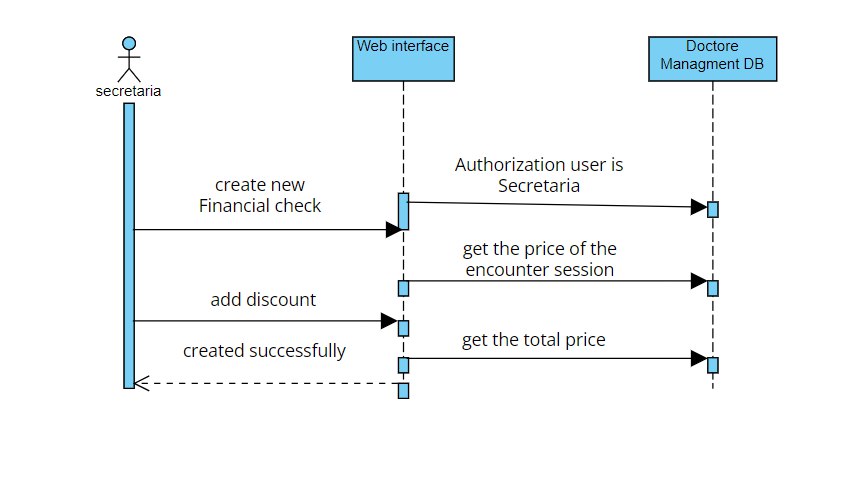 secretaria
Web interface
Doctore
Managment DB
Authorization user is
Secretaria
create new
Financial check
get the price of the
encounter session
add discount
get the total price
created successfully